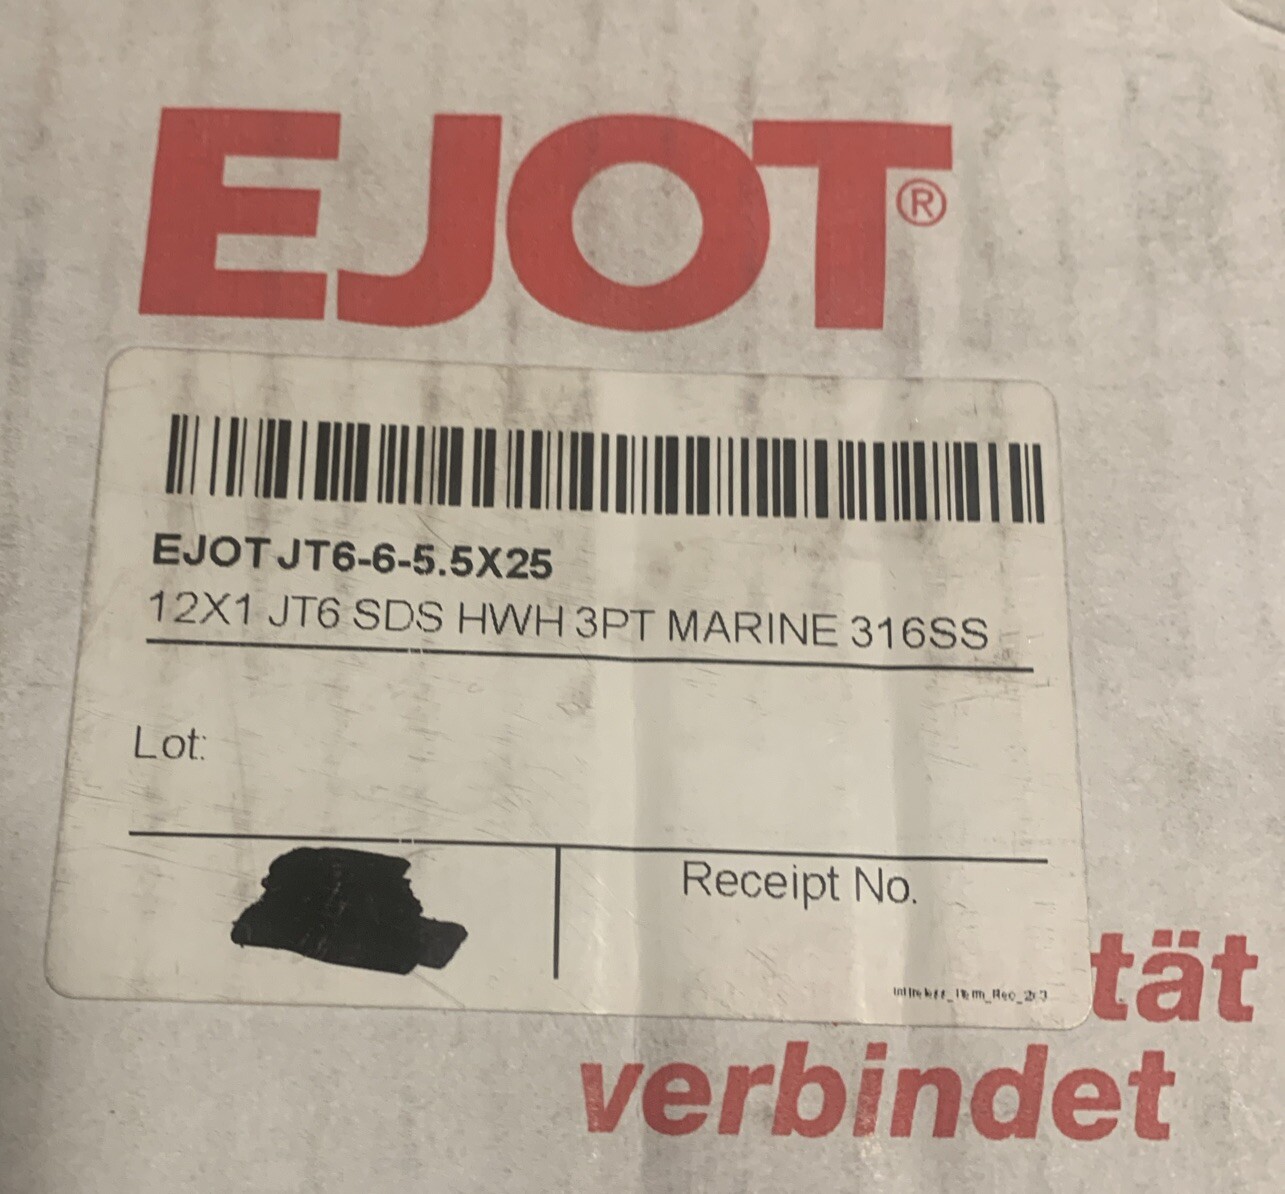 EJOT®
EJOT JT6-6-5.5X25
12X1 JT6 SDS HWH 3PT MARINE 316SS
Lot:
Receipt No.
tät
verbindet